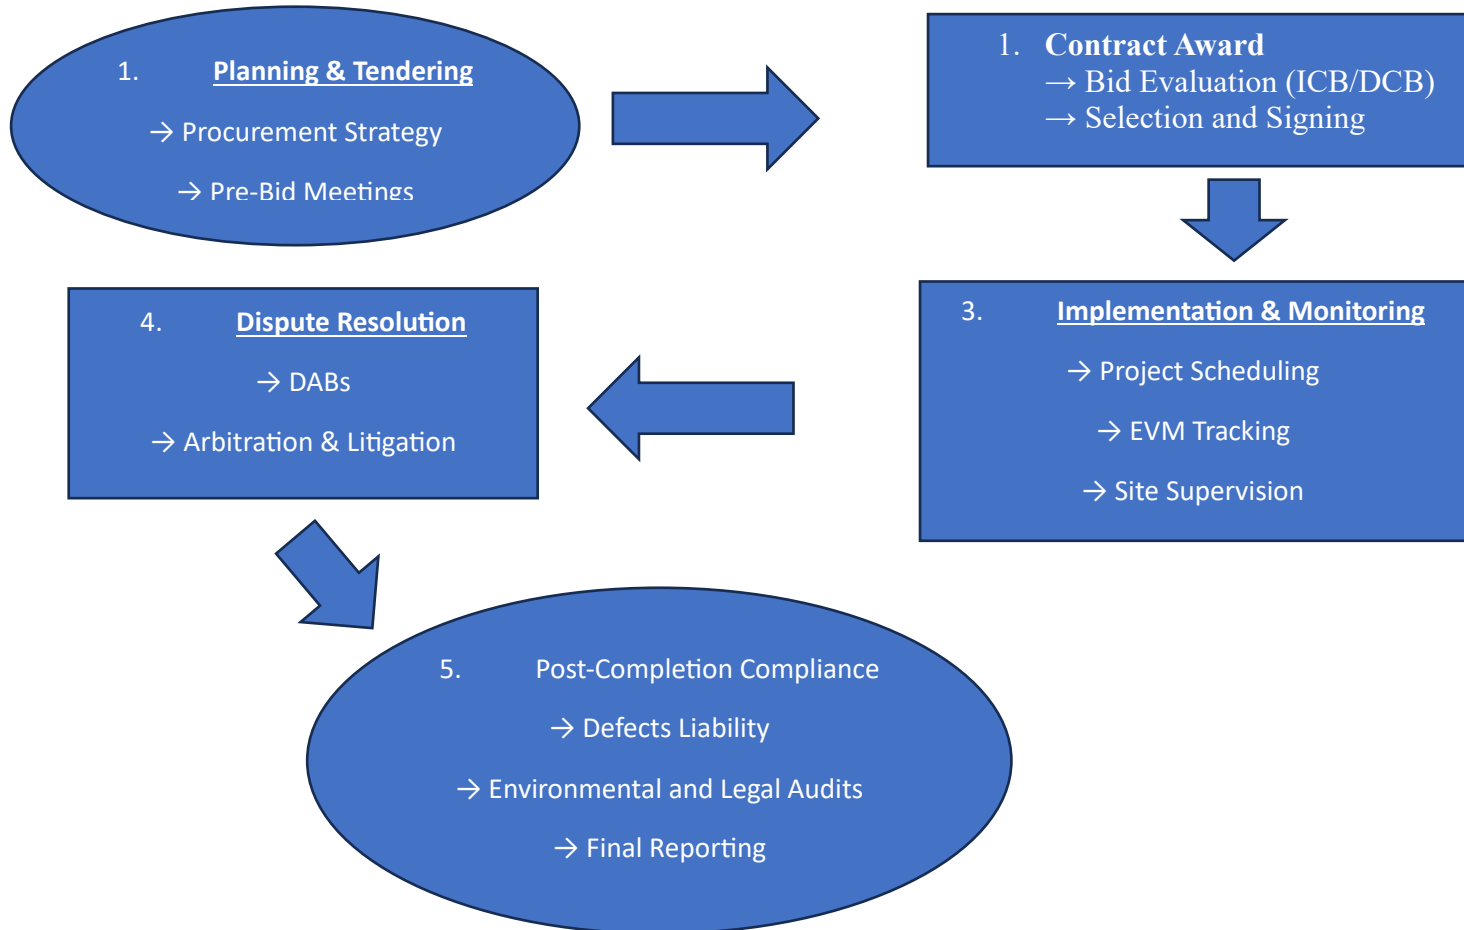 1. Planning & Tendering
→ Procurement Strategy
→ Pre-Bid Meetings
1. Contract Award
→ Bid Evaluation (ICB/DCB)
→ Selection and Signing
3. Implementation & Monitoring
→ Project Scheduling
→ EVM Tracking
→ Site Supervision
4. Dispute Resolution
→ DABs
→ Arbitration & Litigation
5. Post-Completion Compliance
→ Defects Liability
→ Environmental and Legal Audits
→ Final Reporting